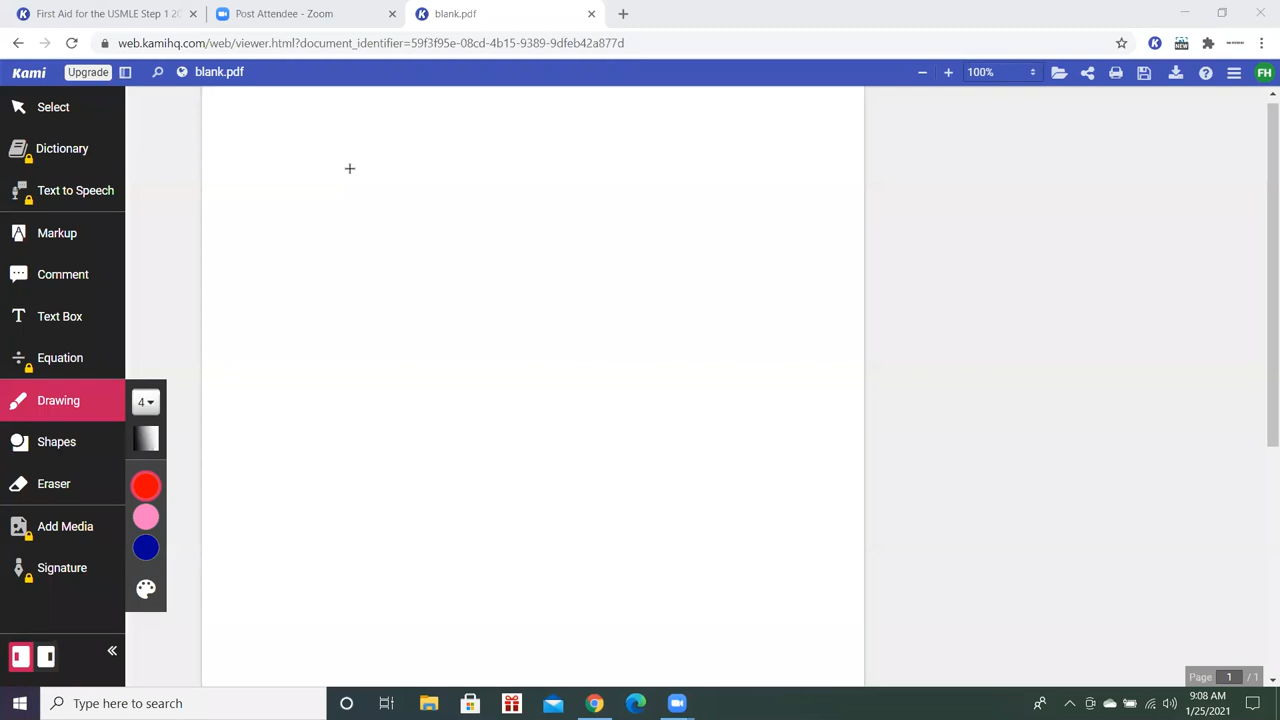 First Aid for the USMLE Step 1 20
Post Attendee - Zoom
blank.pdf
web.kamihq.com/web/viewer.html?document_identifier=59f3f95e-08cd-4b15-9389-9dfeb42a877d
NEW
Kami
Upgrade
blank.pdf
100%
FH
Select
Dictionary
Text to Speech
Markup
Comment
Text Box
Equation
Drawing
4
Shapes
Eraser
Add Media
Signature
Page 1 / 1
Type here to search
9:08 AM
1/25/2021